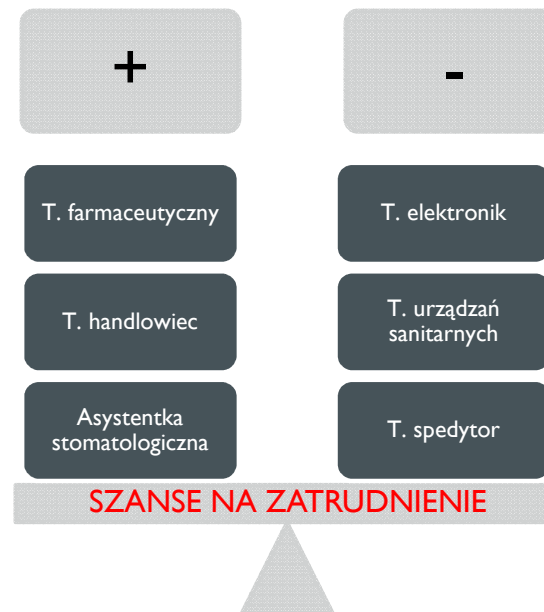 +
-
T. farmaceutyczny
T. elektronik
T. handlowiec
T. urządzań
sanitarnych
Asystentka
stomatologiczna
T. spedytor
SZANSE NA ZATRUDNIENIE